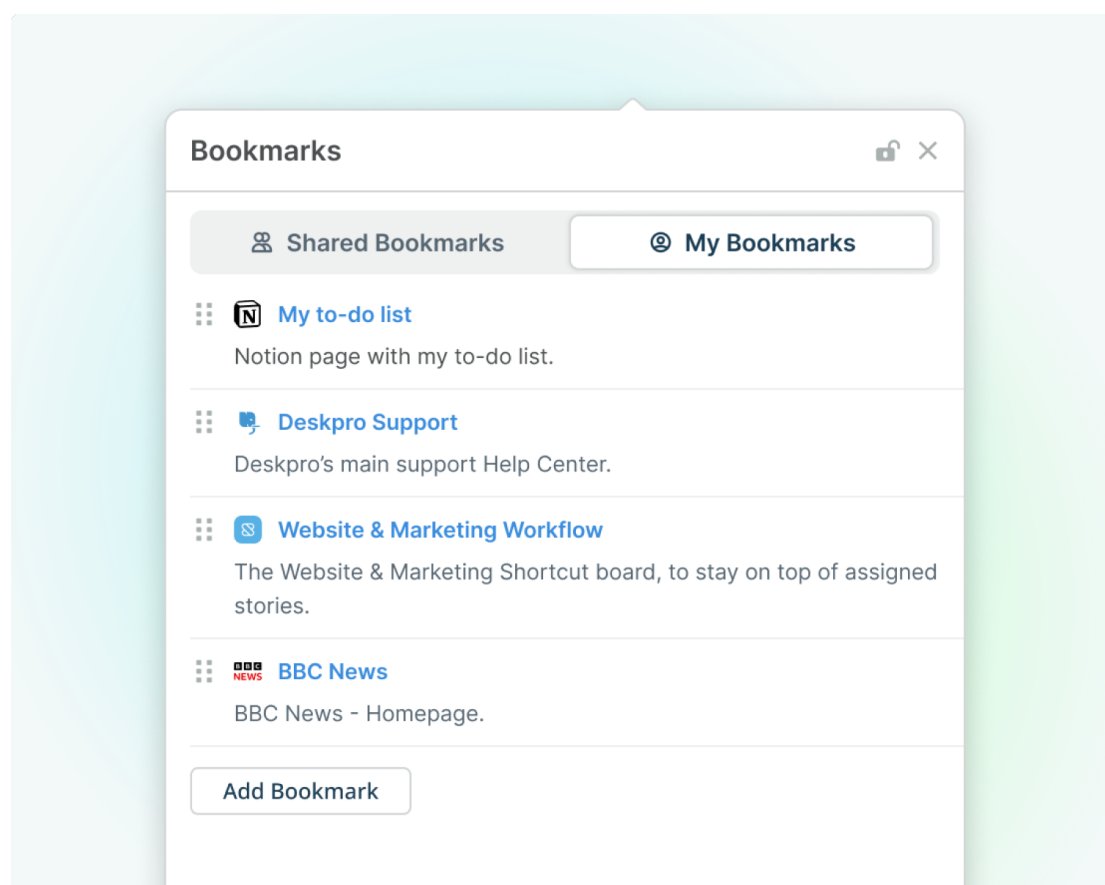 Bookmarks
Shared Bookmarks
My Bookmarks
N
My to-do list
Notion page with my to-do list.
Deskpro Support
Deskpro’s main support Help Center.
Website & Marketing Workflow
The Website & Marketing Shortcut board, to stay on top of assigned
stories.
BBC
NEWS
BBC News
BBC News - Homepage.
Add Bookmark